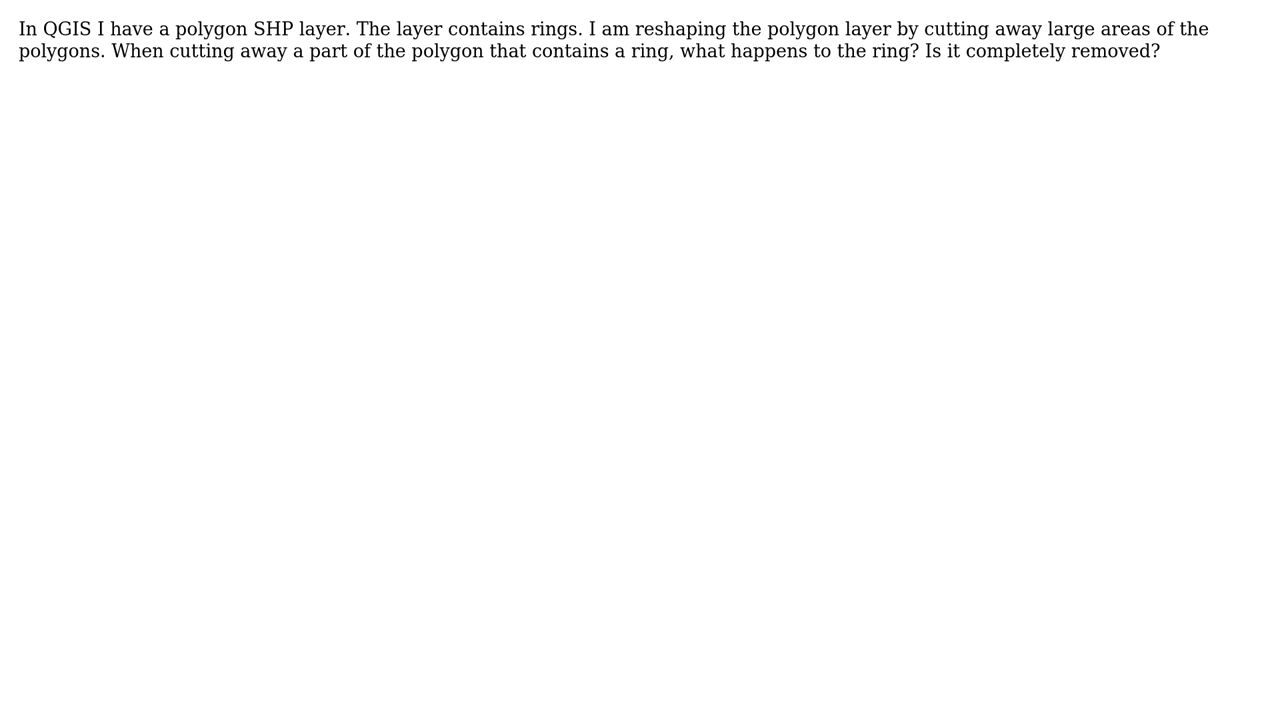 In QGIS I have a polygon SHP layer. The layer contains rings. I am reshaping the polygon layer by cutting away large areas of the
polygons. When cutting away a part of the polygon that contains a ring, what happens to the ring? Is it completely removed?